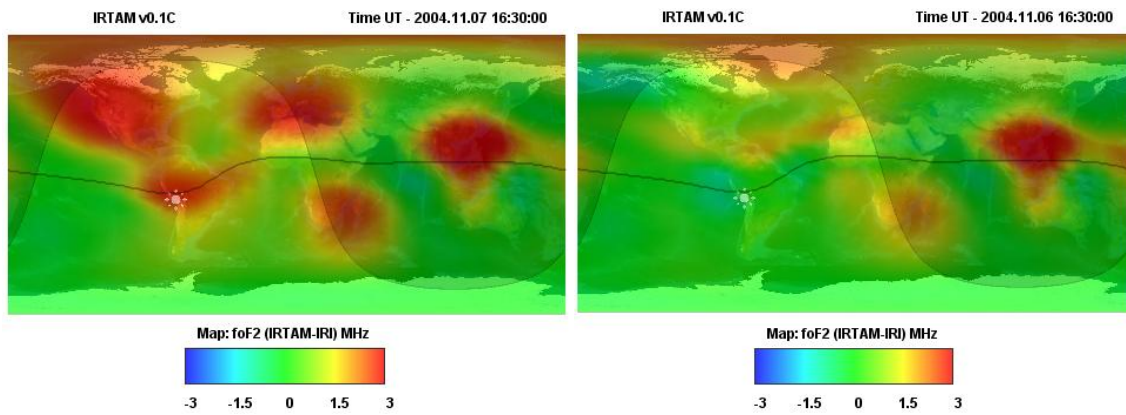 IRTAM v0.1C Time UT - 2004.11.07 16:30:00
Map: foF2 (IRTAM-IRI) MHz
-3 -1.5 0 1.5 3
IRTAM v0.1C Time UT - 2004.11.06 16:30:00
Map: foF2 (IRTAM-IRI) MHz
-3 -1.5 0 1.5 3